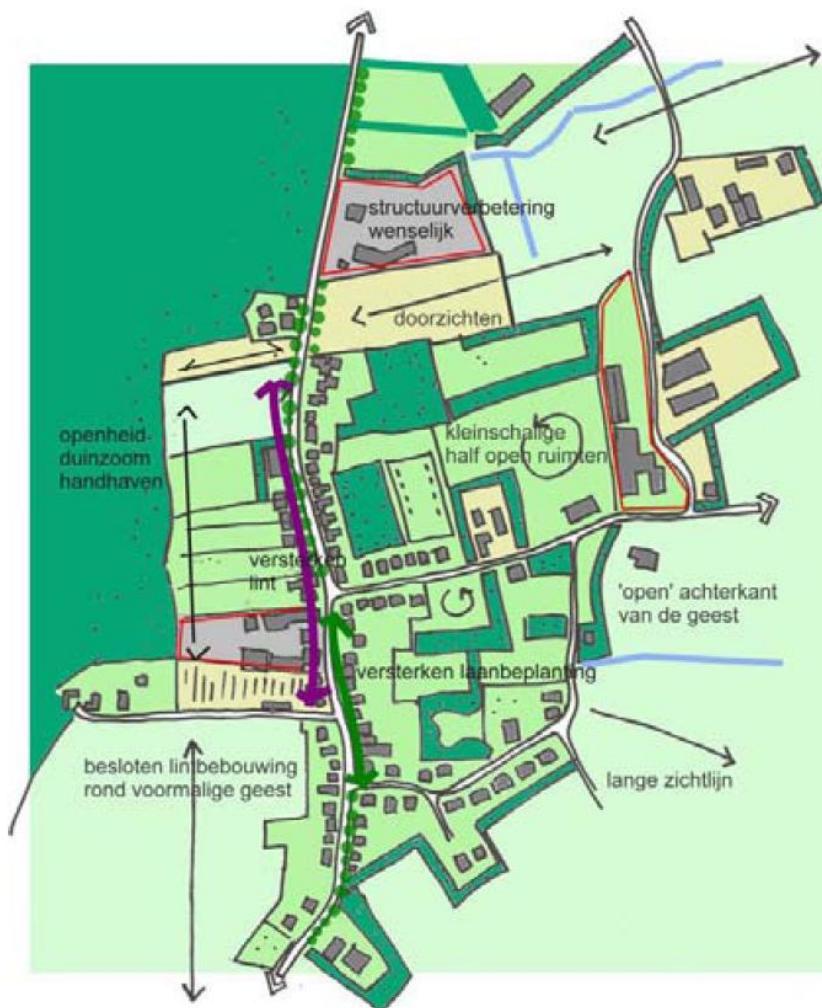 structuurverbetering
wenselijk
doorzichten
openheid-
duinzoom
handhaven
kleinschalige
half open ruimten
versterken
lint
'open' achterkant
van de geest
versterken laanbeplanting
besloten lintbebouwing
rond voormalige geest
lange zichtlijn